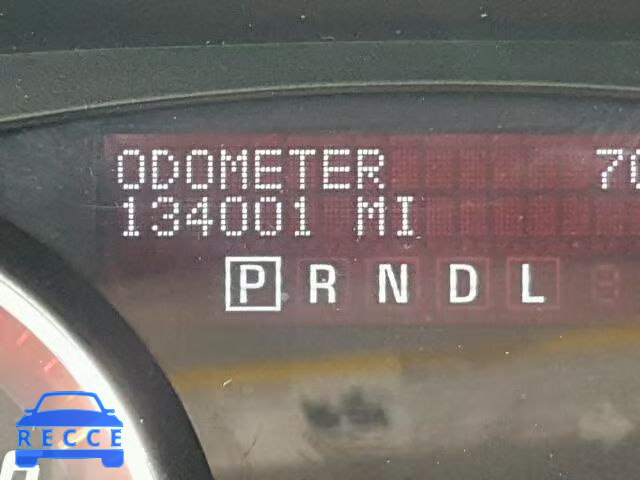 ODOMETER
134001 MI
P R N D L
RECCE